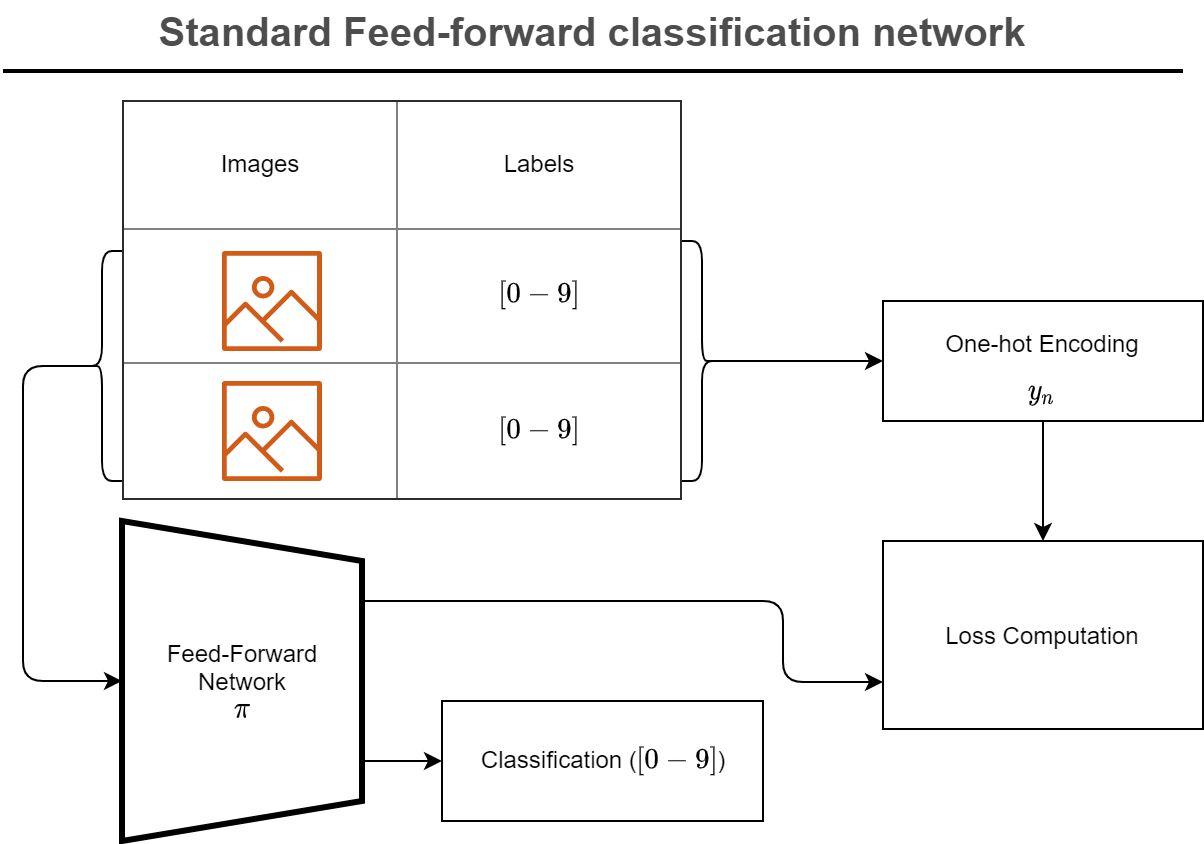 Standard Feed-forward classification network
Images
Labels
[0 − 9]
[0 − 9]
One-hot Encoding
yₙ
Loss Computation
Feed-Forward
Network
π
Classification ([0 − 9])